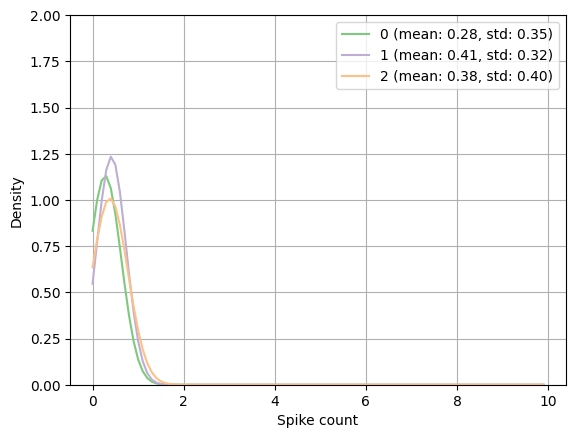 2.00
1.75
1.50
1.25
1.00
0.75
0.50
0.25
0.00
Density
0 (mean: 0.28, std: 0.35)
1 (mean: 0.41, std: 0.32)
2 (mean: 0.38, std: 0.40)
0 2 4 6 8 10
Spike count